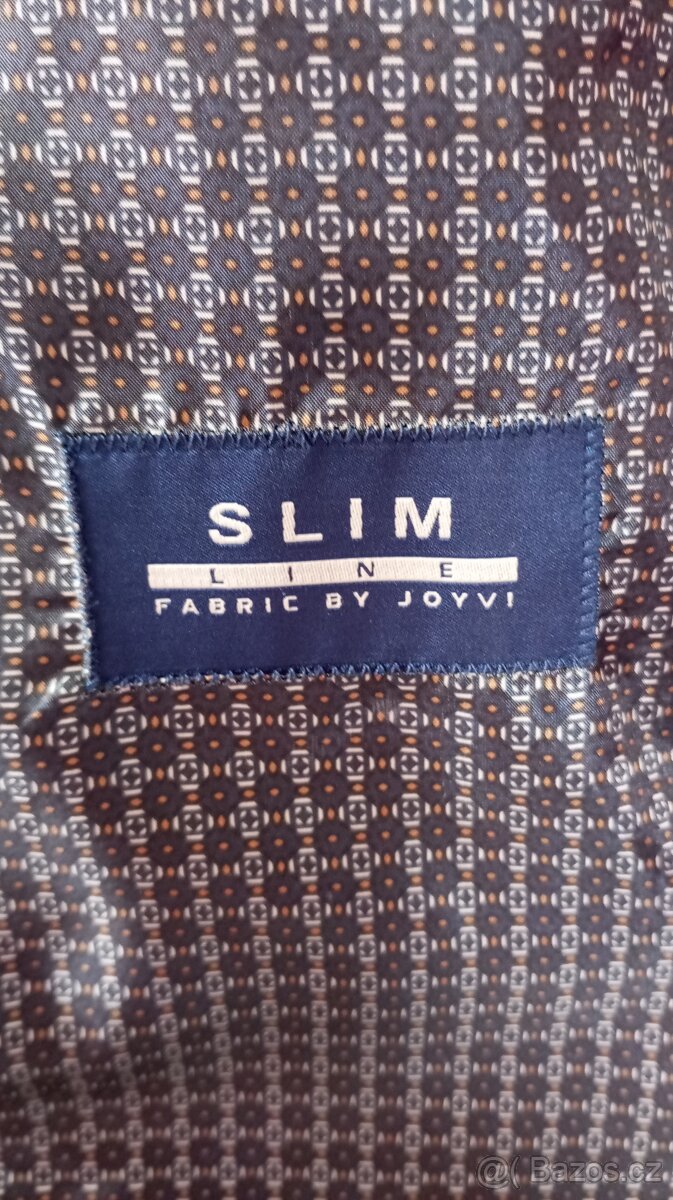 SLIM
LINE
FABRIC BY JOYVI
@( Bazos.cz